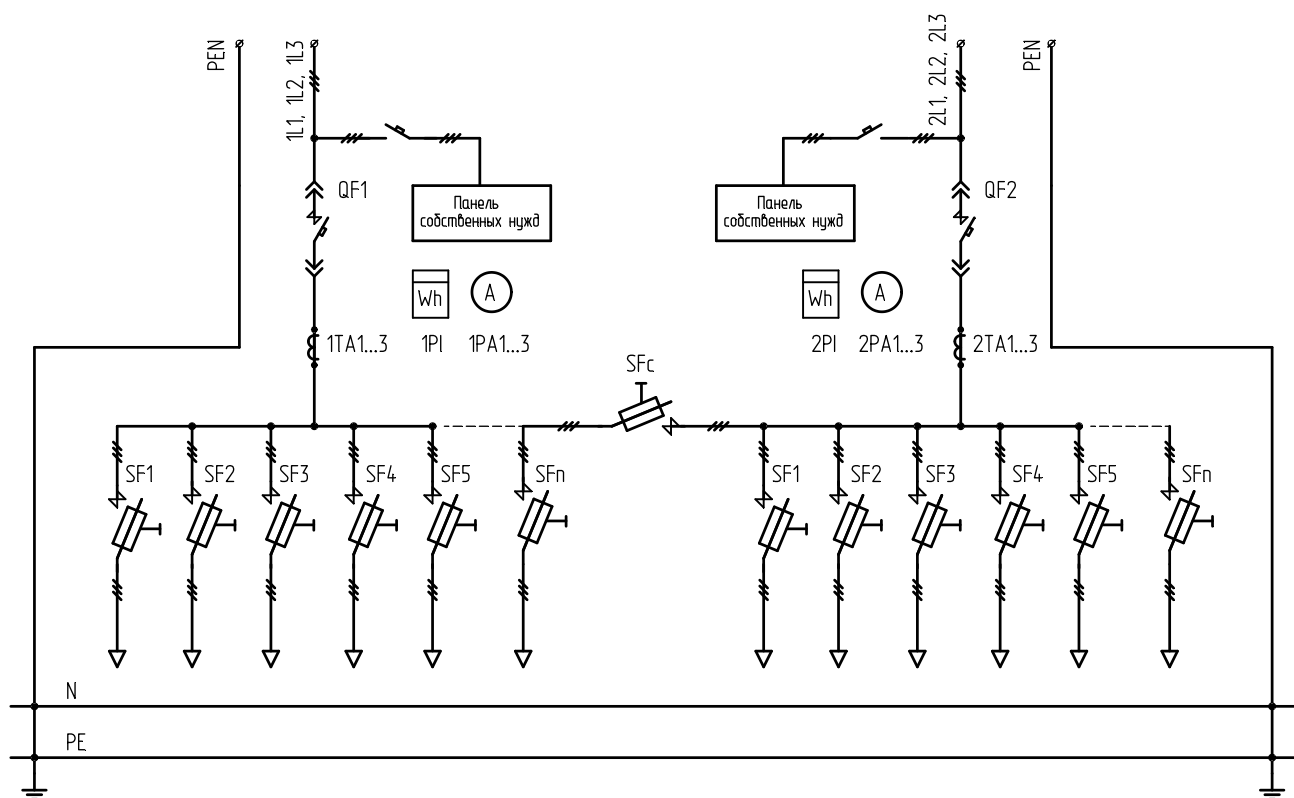 PEN
1L1, 1L2, 1L3
2L1, 2L2, 2L3
PEN
QF1
QF2
Панель
собственных нужд
Панель
собственных нужд
Wh
A
Wh
A
1TA1...3
1PI
1PA1...3
2PI
2PA1...3
2TA1...3
SFc
SF1
SF2
SF3
SF4
SF5
SFn
SF1
SF2
SF3
SF4
SF5
SFn
N
PE